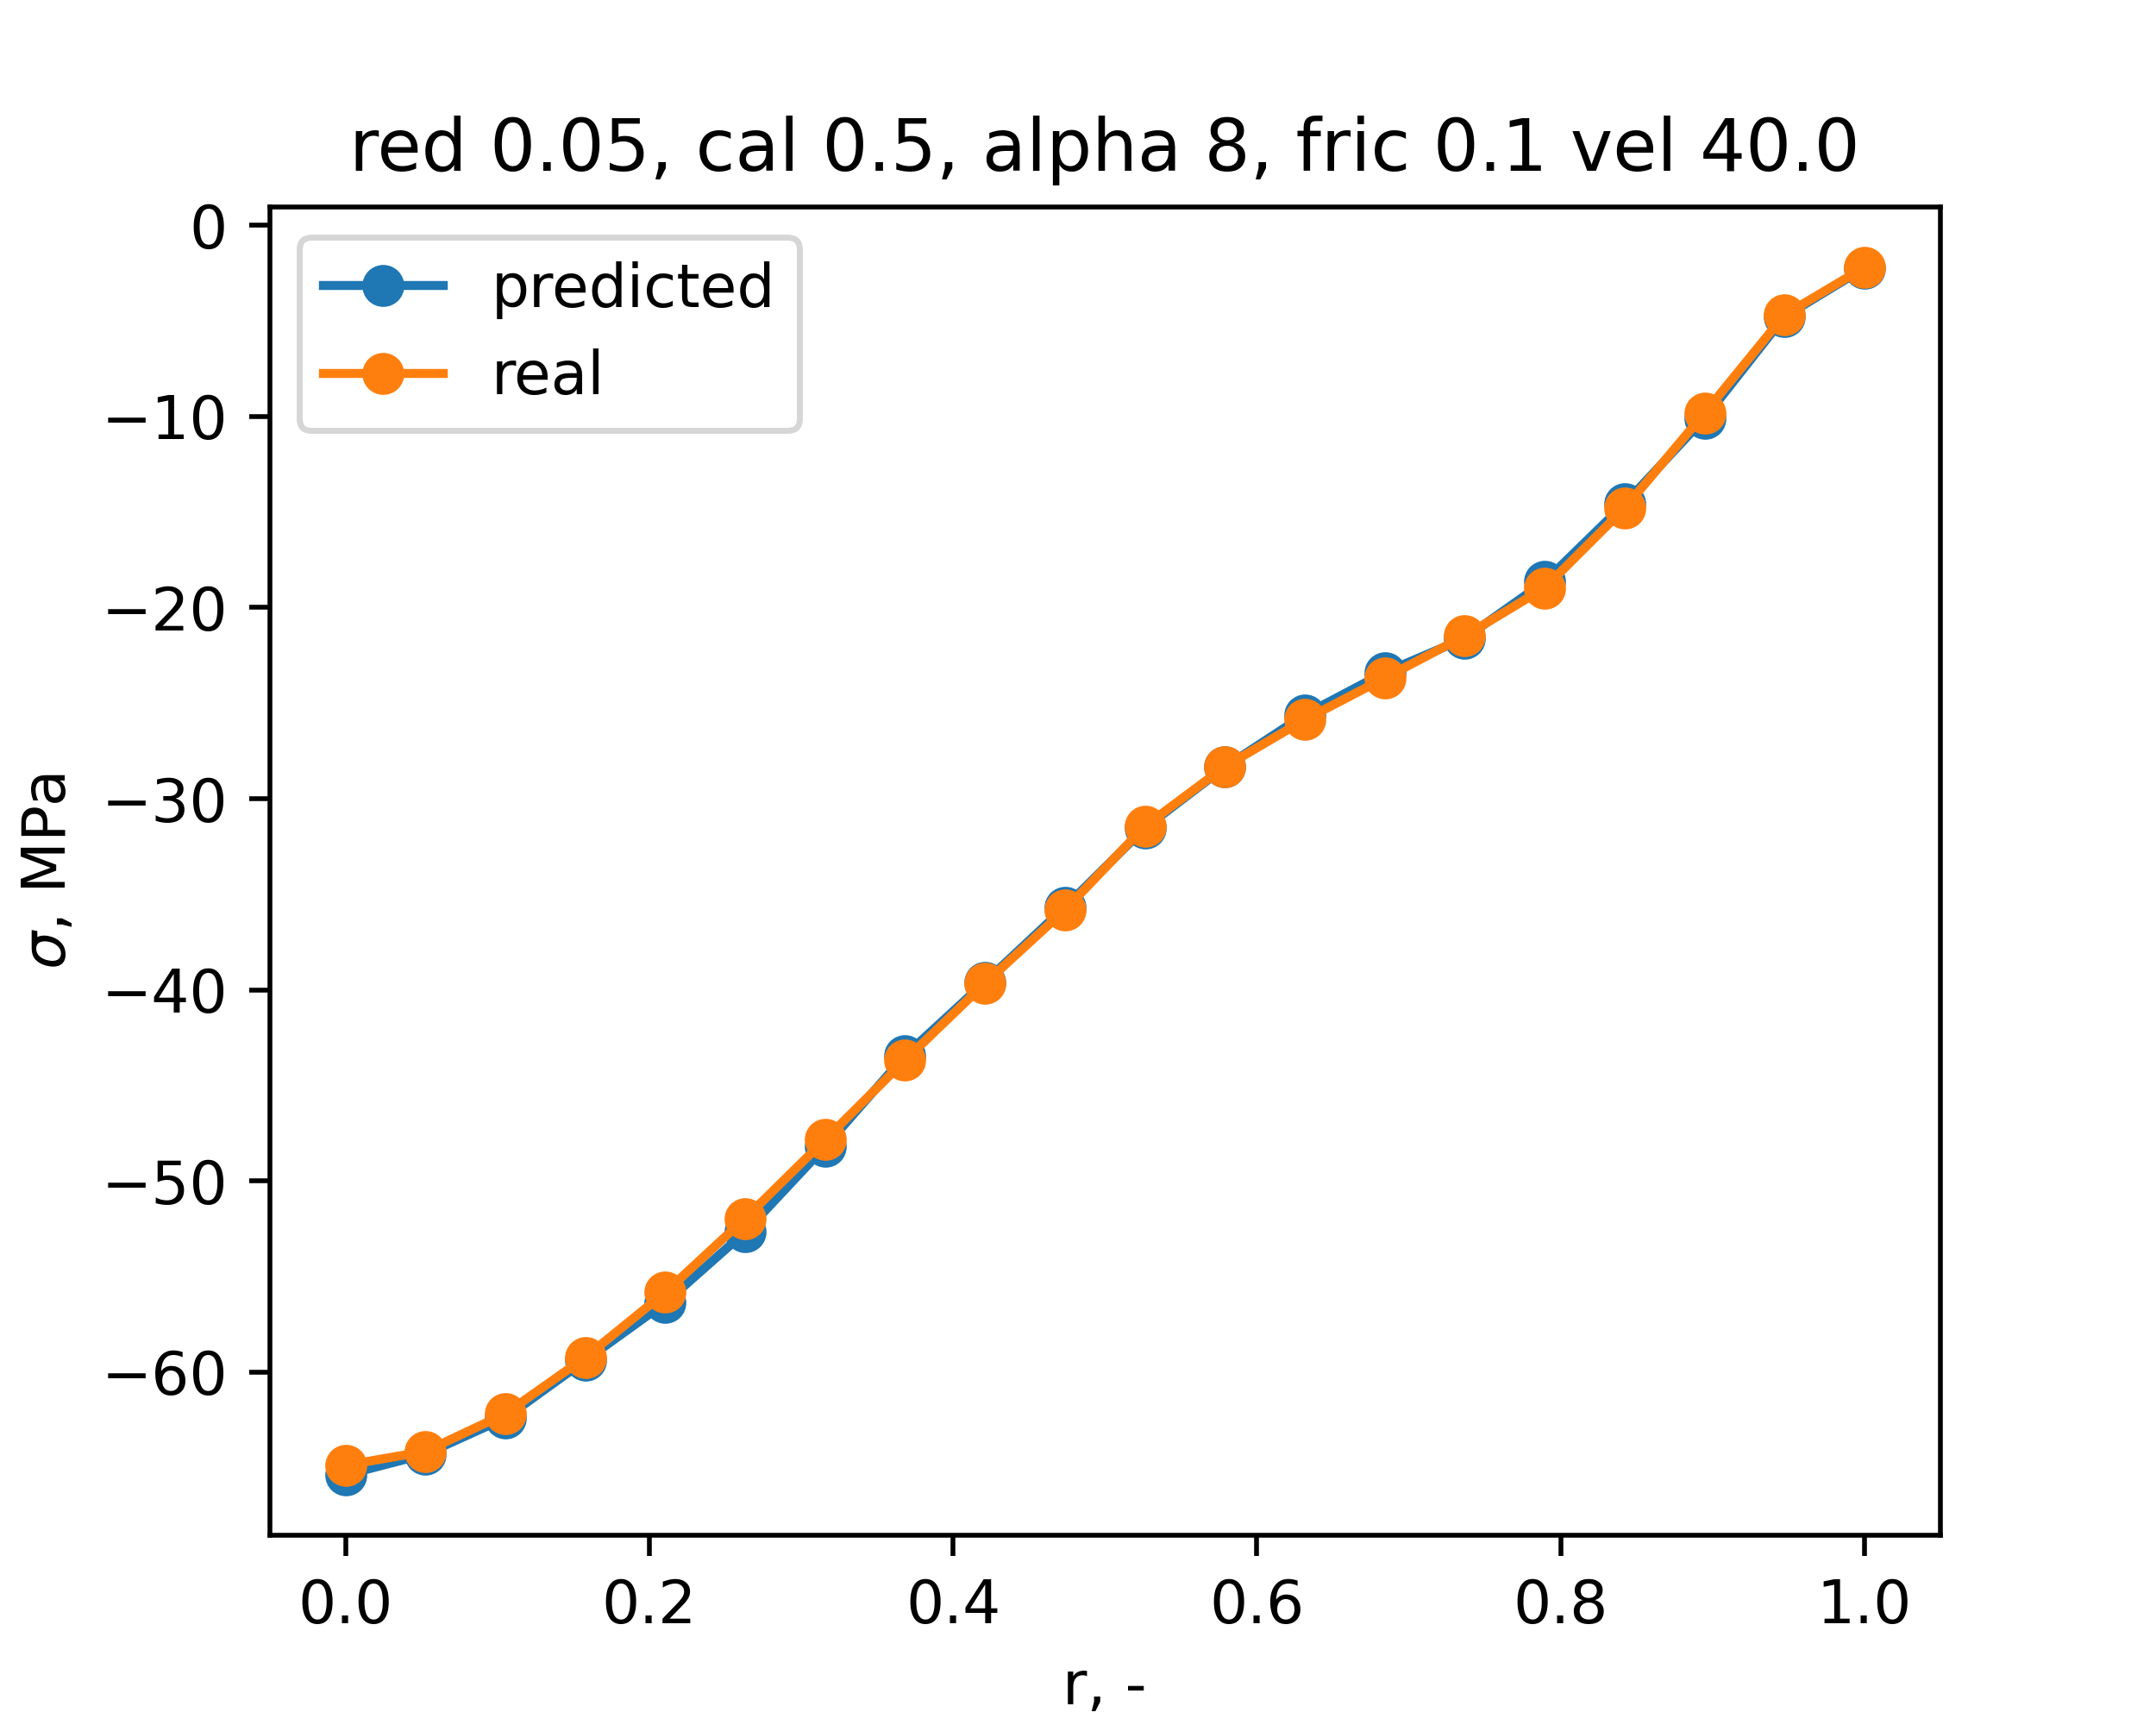 red 0.05, cal 0.5, alpha 8, fric 0.1 vel 40.0
predicted
real
0
−10
−20
−30
−40
−50
−60
σ, MPa
0.0 0.2 0.4 0.6 0.8 1.0
r, -